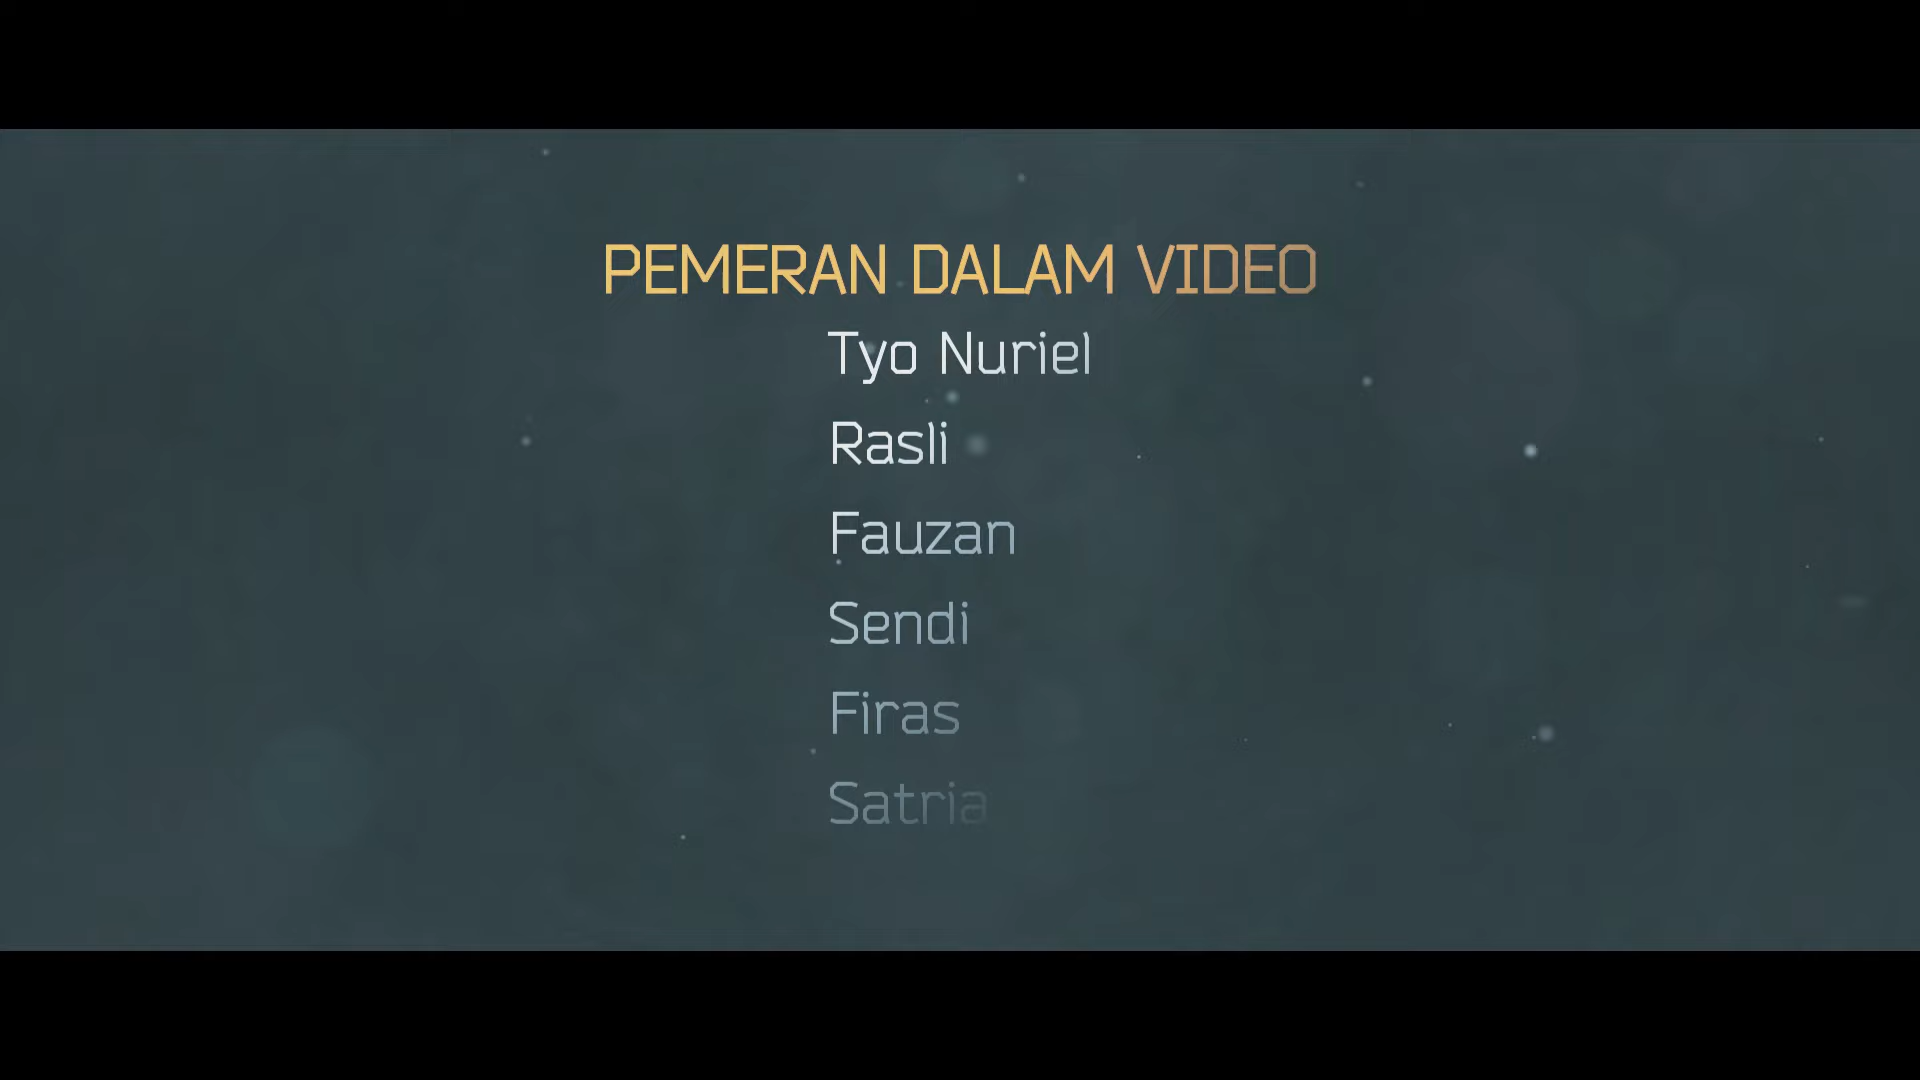 PEMERAN DALAM VIDEO
Tyo Nuriel
Rasli
Fauzan
Sendi
Firas
Satria